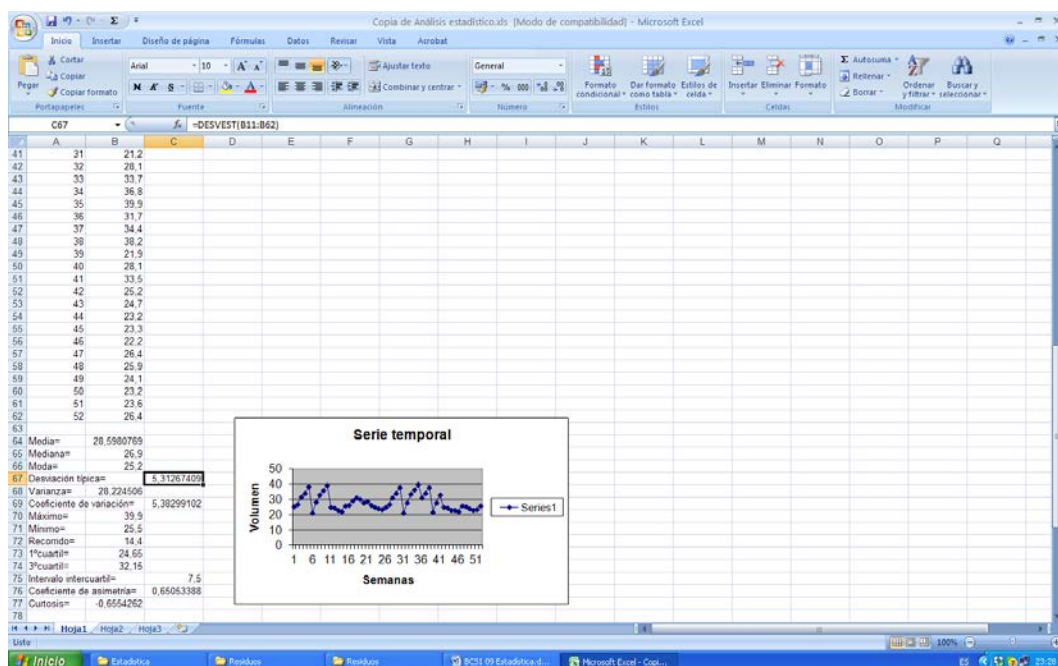 Copia de Análisis estadístico.xls [Modo de compatibilidad] - Microsoft Excel
Inicio Insertar Diseño de página Fórmulas Datos Revisar Vista Acrobat
Pegar
Cortar
Copiar
Copiar formato
Portapapeles
Arial 10
N K S
Fuente
Ajustar texto
Combinar y centrar
Alineación
General
% 000
Número
Formato condicional
Dar formato como tabla
Estilos de celda
Estilos
Insertar Eliminar Formato
Celdas
Autosuma
Rellenar
Borrar
Ordenar y filtrar
Buscar y seleccionar
Modificar
C67 fx =DESVEST(B11:B62)
A B C D E F G H I J K L M N O P Q
41 31 21,2
42 32 28,1
43 33 33,7
44 34 36,8
45 35 39,9
46 36 31,7
47 37 34,4
48 38 38,2
49 39 21,9
50 40 28,1
51 41 33,5
52 42 25,2
53 43 24,7
54 44 23,2
55 45 23,3
56 46 22,2
57 47 26,4
58 48 25,9
59 49 24,1
60 50 23,2
61 51 23,6
62 52 26,4
63
64 Media= 28,5980769
65 Mediana= 26,9
66 Moda= 25,2
67 Desviación típica= 5,31267409
68 Varianza= 28,224506
69 Coeficiente de variación= 5,38299102
70 Máximo= 39,9
71 Mínimo= 25,5
72 Recorrido= 14,4
73 1ºcuartil= 24,65
74 3ºcuartil= 32,15
75 Intervalo intercuartil= 7,5
76 Coeficiente de asimetría= 0,65053388
77 Curtosis= -0,6554262
78
Serie temporal
Volumen
50
40
30
20
10
0
1 6 11 16 21 26 31 36 41 46 51
Semanas
Series1
Hoja1 Hoja2 Hoja3
Listo
100%
Inicio Estadística Residuos Residuos BC31 09 Estadística.d... Microsoft Excel - Copi... ES 23:28